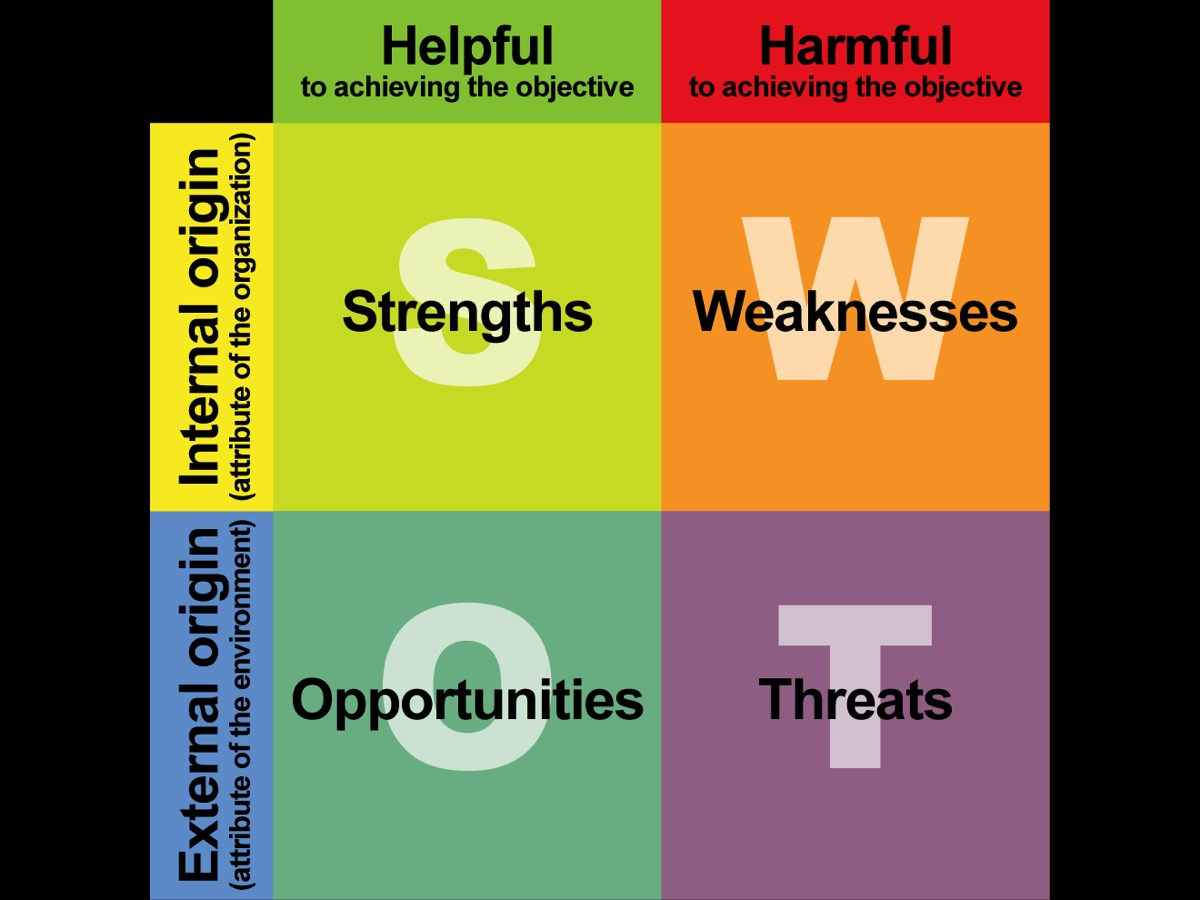 Helpful
to achieving the objective
Harmful
to achieving the objective
Internal origin
(attribute of the organization)
S
Strengths
W
Weaknesses
External origin
(attribute of the environment)
O
Opportunities
T
Threats